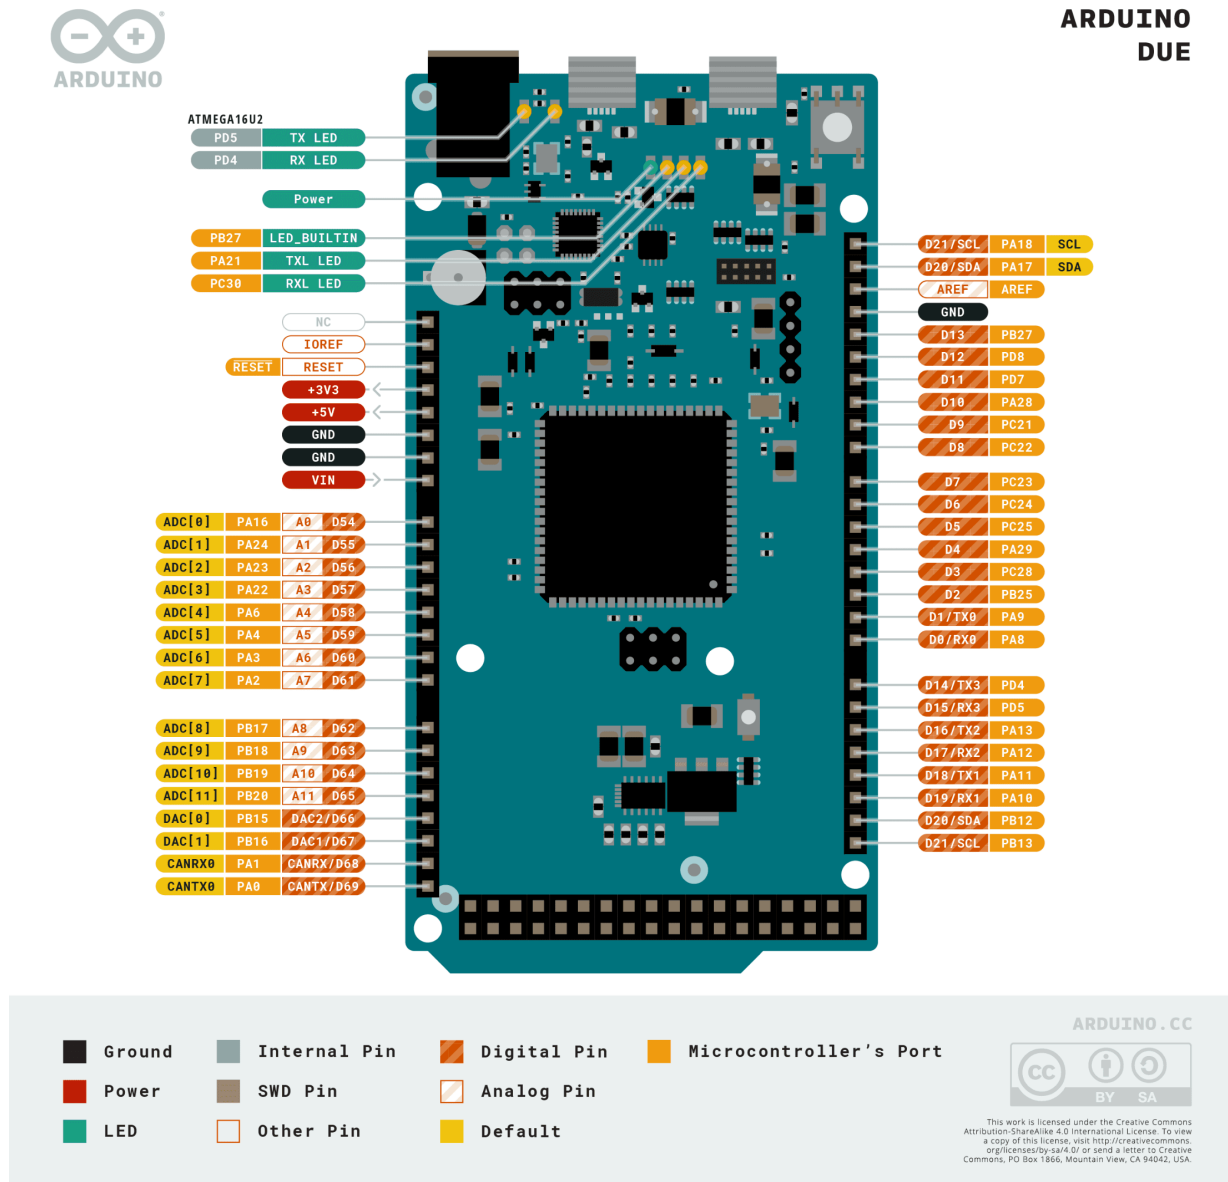 ARDUINO
ARDUINO
DUE
ATMEGA16U2
PD5 TX LED
PD4 RX LED
Power
PB27 LED_BUILTIN
PA21 TXL LED
PC30 RXL LED
NC
IOREF
RESET RESET
+3V3
+5V
GND
GND
VIN
ADC[0] PA16 A0 D54
ADC[1] PA24 A1 D55
ADC[2] PA23 A2 D56
ADC[3] PA22 A3 D57
ADC[4] PA6 A4 D58
ADC[5] PA4 A5 D59
ADC[6] PA3 A6 D60
ADC[7] PA2 A7 D61
ADC[8] PB17 A8 D62
ADC[9] PB18 A9 D63
ADC[10] PB19 A10 D64
ADC[11] PB20 A11 D65
DAC[0] PB15 DAC2/D66
DAC[1] PB16 DAC1/D67
CANRX0 PA1 CANRX/D68
CANTX0 PA0 CANTX/D69
D21/SCL PA18 SCL
D20/SDA PA17 SDA
AREF AREF
GND
D13 PB27
D12 PD8
D11 PD7
D10 PA28
D9 PC21
D8 PC22
D7 PC23
D6 PC24
D5 PC25
D4 PA29
D3 PC28
D2 PB25
D1/TX0 PA9
D0/RX0 PA8
D14/TX3 PD4
D15/RX3 PD5
D16/TX2 PA13
D17/RX2 PA12
D18/TX1 PA11
D19/RX1 PA10
D20/SDA PB12
D21/SCL PB13
Ground
Power
LED
Internal Pin
SWD Pin
Other Pin
Digital Pin
Analog Pin
Default
Microcontroller's Port
ARDUINO.CC
cc
BY SA
This work is licensed under the Creative Commons
Attribution-ShareAlike 4.0 International License. To view
a copy of this license, visit http://creativecommons.
org/licenses/by-sa/4.0/ or send a letter to Creative
Commons, PO Box 1866, Mountain View, CA 94042, USA.